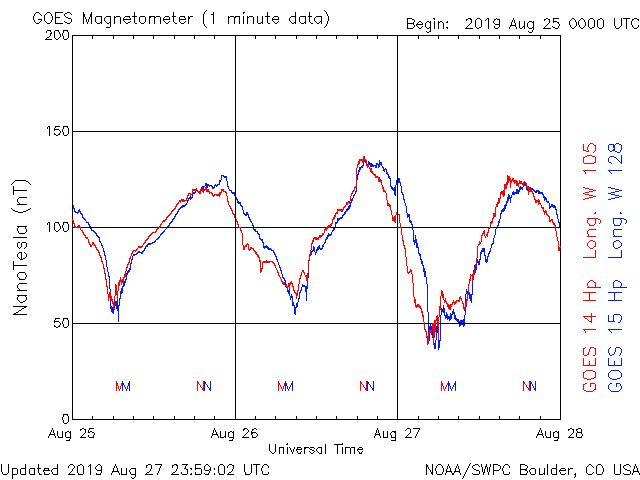 GOES Magnetometer (1 minute data)
Begin: 2019 Aug 25 0000 UTC
200
150
100
50
0
NanoTesla (nT)
MM NN MM NN MM NN
Aug 25 Aug 26 Aug 27 Aug 28
Universal Time
GOES 14 Hp Long. W 105
GOES 15 Hp Long. W 128
Updated 2019 Aug 27 23:59:02 UTC
NOAA/SWPC Boulder, CO USA